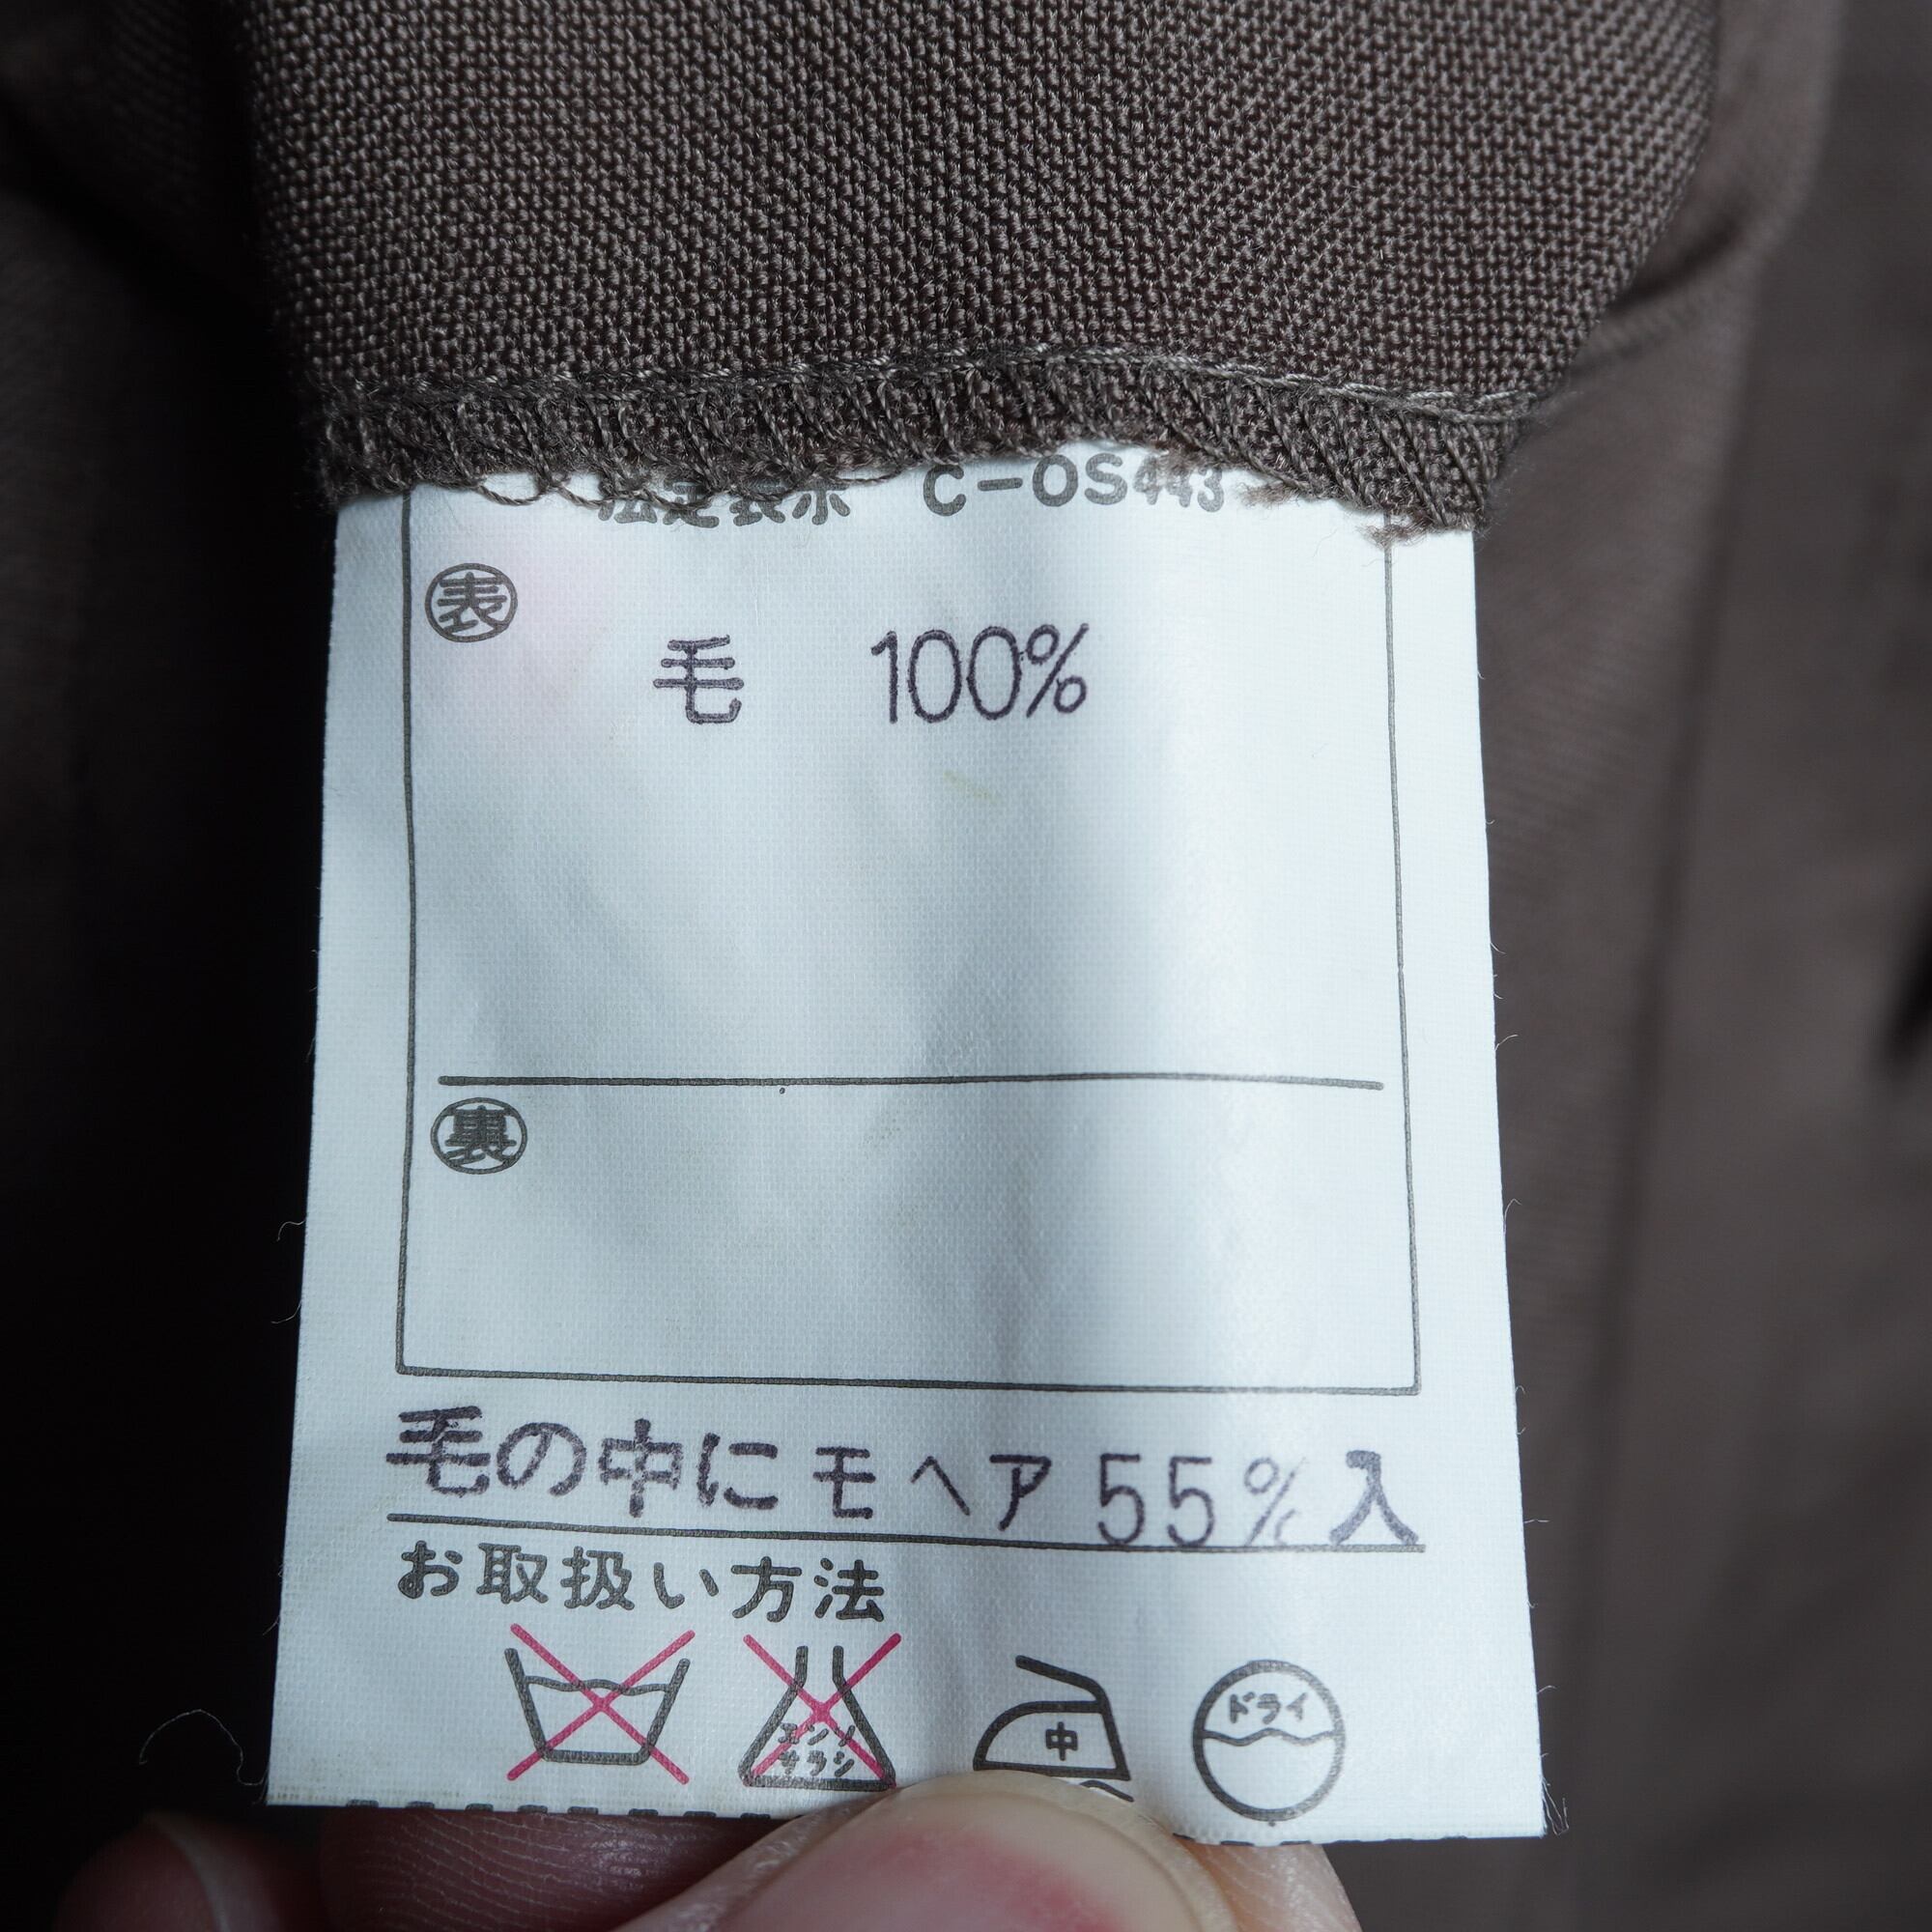 法定表示 C-OS443
表
毛 100%
裏
毛の中にモヘア55%入
お取扱い方法
エンソ
サラシ
中
ドライ